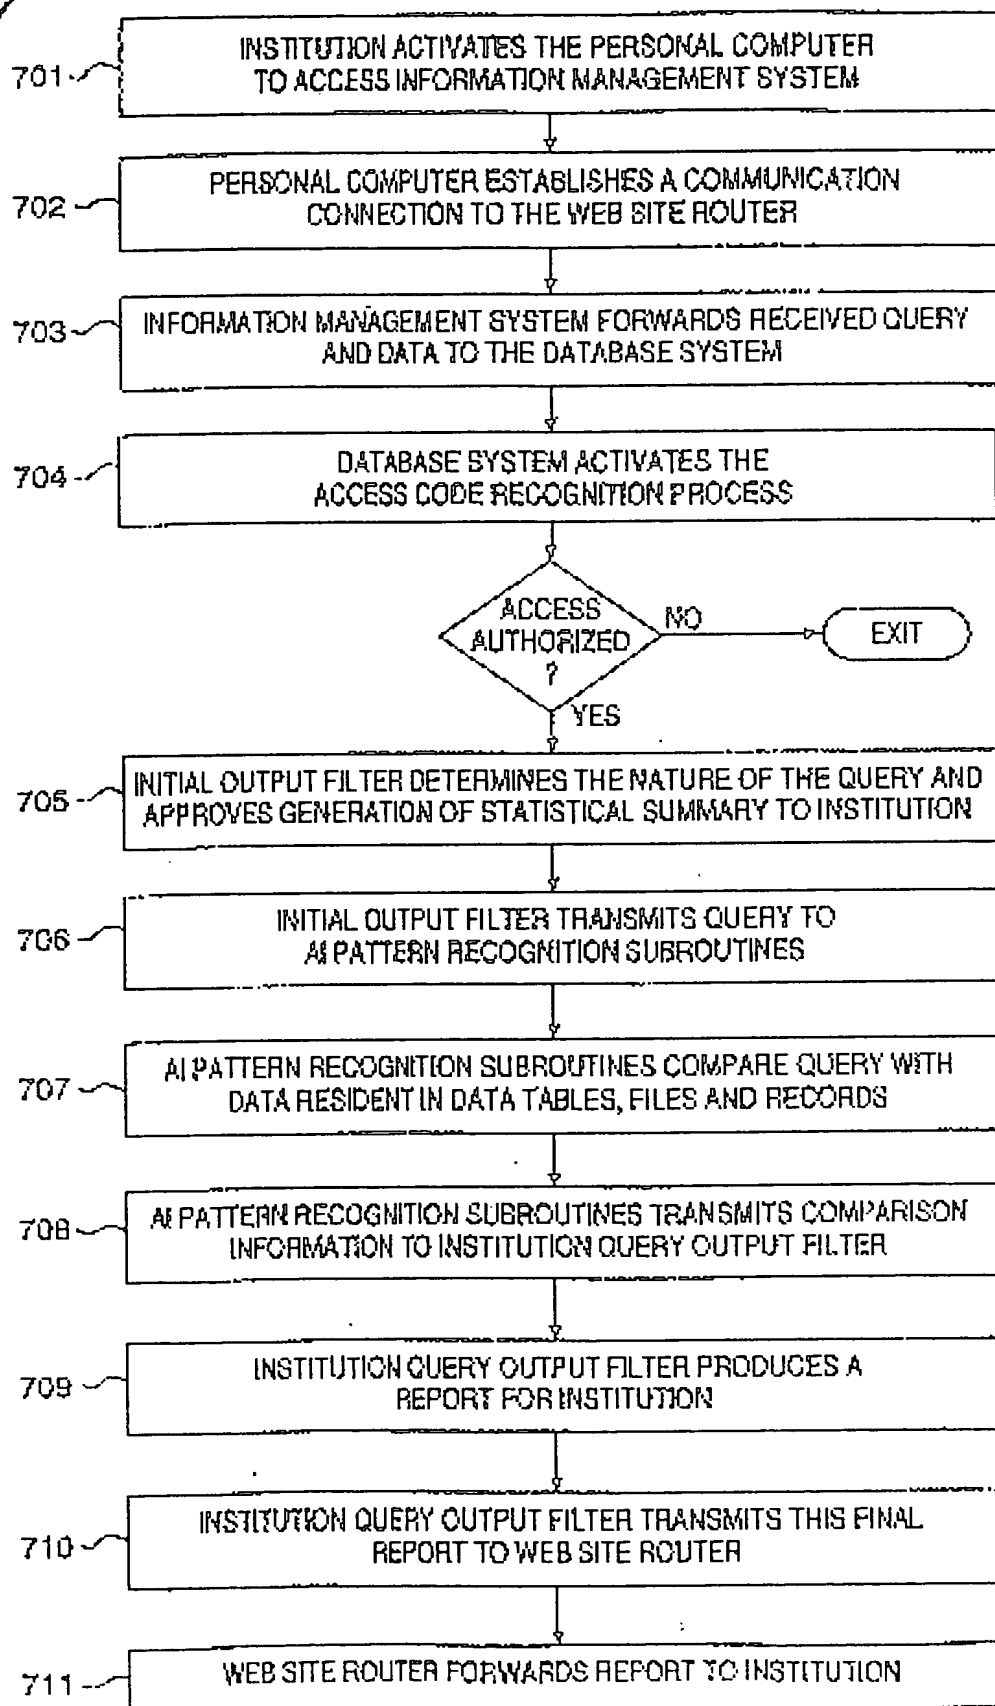 701
INSTITUTION ACTIVATES THE PERSONAL COMPUTER
TO ACCESS INFORMATION MANAGEMENT SYSTEM
702
PERSONAL COMPUTER ESTABLISHES A COMMUNICATION
CONNECTION TO THE WEB SITE ROUTER
703
INFORMATION MANAGEMENT SYSTEM FORWARDS RECEIVED QUERY
AND DATA TO THE DATABASE SYSTEM
704
DATABASE SYSTEM ACTIVATES THE
ACCESS CODE RECOGNITION PROCESS
ACCESS
AUTHORIZED
?
NO
EXIT
YES
705
INITIAL OUTPUT FILTER DETERMINES THE NATURE OF THE QUERY AND
APPROVES GENERATION OF STATISTICAL SUMMARY TO INSTITUTION
706
INITIAL OUTPUT FILTER TRANSMITS QUERY TO
AI PATTERN RECOGNITION SUBROUTINES
707
AI PATTERN RECOGNITION SUBROUTINES COMPARE QUERY WITH
DATA RESIDENT IN DATA TABLES, FILES AND RECORDS
708
AI PATTERN RECOGNITION SUBROUTINES TRANSMITS COMPARISON
INFORMATION TO INSTITUTION QUERY OUTPUT FILTER
709
INSTITUTION QUERY OUTPUT FILTER PRODUCES A
REPORT FOR INSTITUTION
710
INSTITUTION QUERY OUTPUT FILTER TRANSMITS THIS FINAL
REPORT TO WEB SITE ROUTER
711
WEB SITE ROUTER FORWARDS REPORT TO INSTITUTION